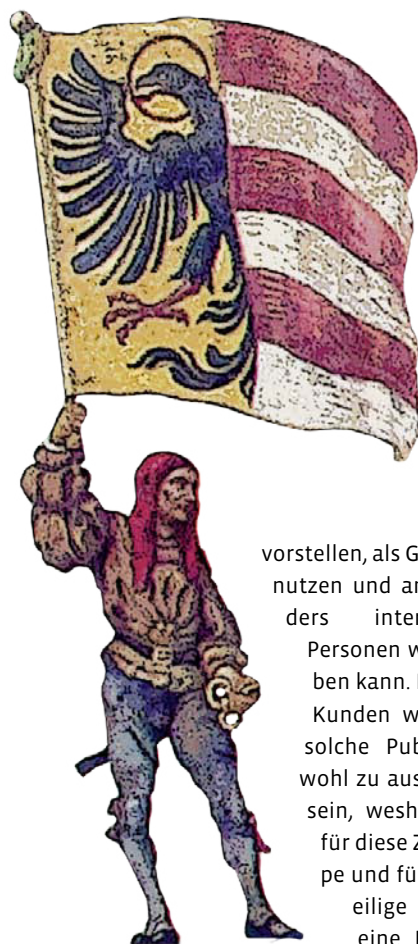 vorstellen, als G
nutzen und an
ders inter
Personen w
ben kann.
Kunden w
solche Pub
wohl zu aus
sein, wesh
für diese Z
pe und fü
eilige
eine